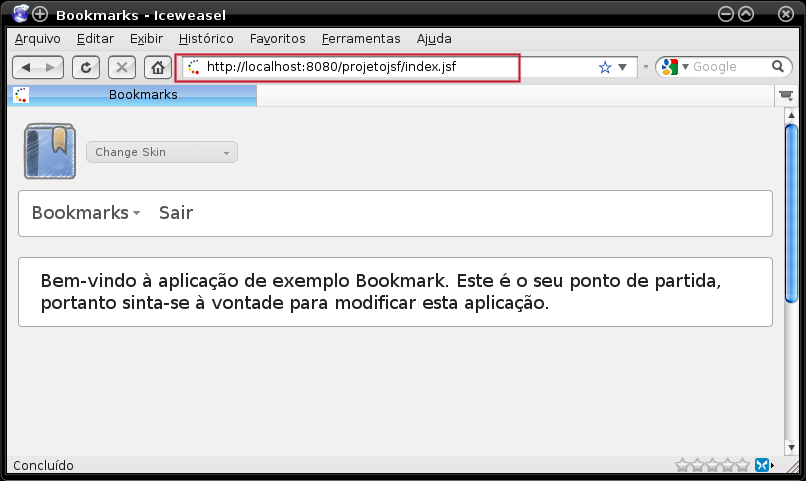 Bookmarks - Iceweasel
Arquivo Editar Exibir Histórico Favoritos Ferramentas Ajuda
http://localhost:8080/projetojsf/index.jsf Google
Bookmarks
Change Skin
Bookmarks Sair
Bem-vindo à aplicação de exemplo Bookmark. Este é o seu ponto de partida,
portanto sinta-se à vontade para modificar esta aplicação.
Concluído